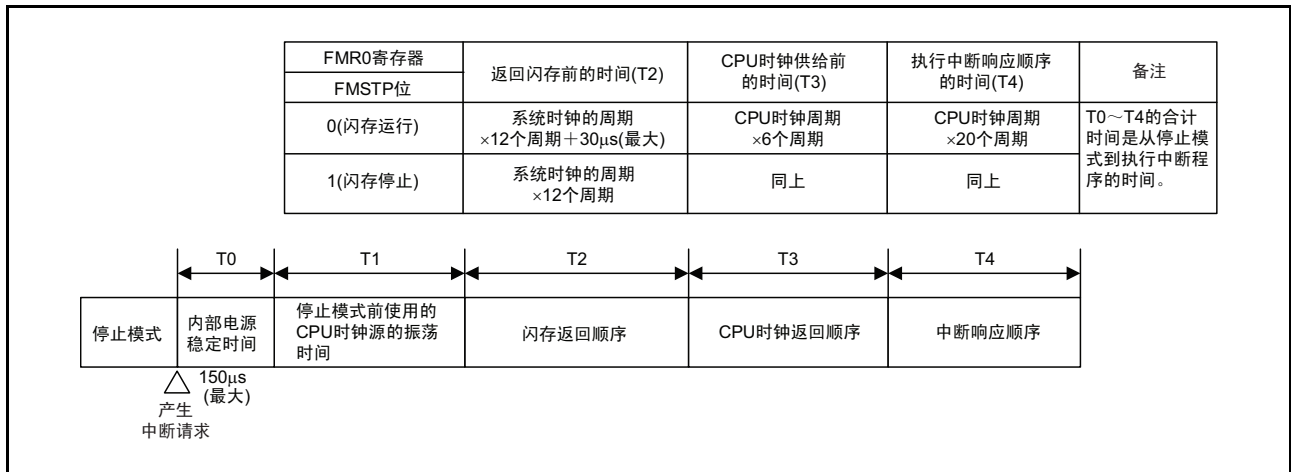 FMR0寄存器
FMSTP位
返回闪存前的时间(T2)
CPU时钟供给前
的时间(T3)
执行中断响应顺序
的时间(T4)
备注
0(闪存运行)
系统时钟的周期
×12个周期＋30μs(最大)
CPU时钟周期
×6个周期
CPU时钟周期
×20个周期
T0～T4的合计
时间是从停止模
式到执行中断程
序的时间。
1(闪存停止)
系统时钟的周期
×12个周期
同上
同上
T0
T1
T2
T3
T4
停止模式
内部电源
稳定时间
停止模式前使用的
CPU时钟源的振荡
时间
闪存返回顺序
CPU时钟返回顺序
中断响应顺序
150μs
(最大)
产生
中断请求